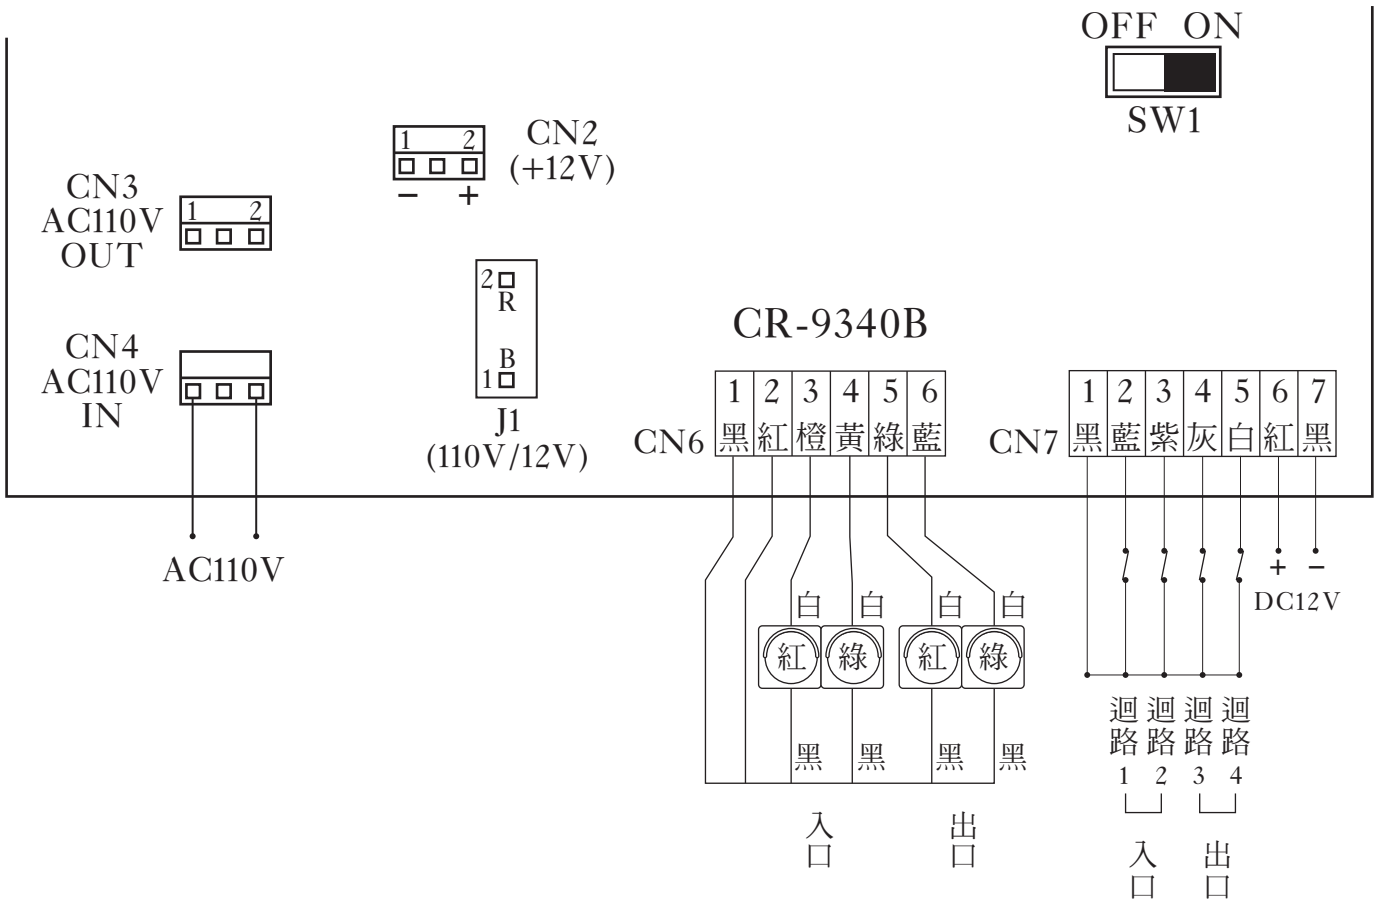 OFF ON
SW1
1 2
CN2
(+12V)
− +
CN3
AC110V
OUT
1 2
2
R
B
1
J1
(110V/12V)
CN4
AC110V
IN
AC110V
CR-9340B
CN6
1 2 3 4 5 6
黑 紅 橙 黃 綠 藍
CN7
1 2 3 4 5 6 7
黑 藍 紫 灰 白 紅 黑
+ −
DC12V
白 白 白 白
紅 綠 紅 綠
黑 黑 黑 黑
入口
出口
迴路1
迴路2
迴路3
迴路4
入口
出口